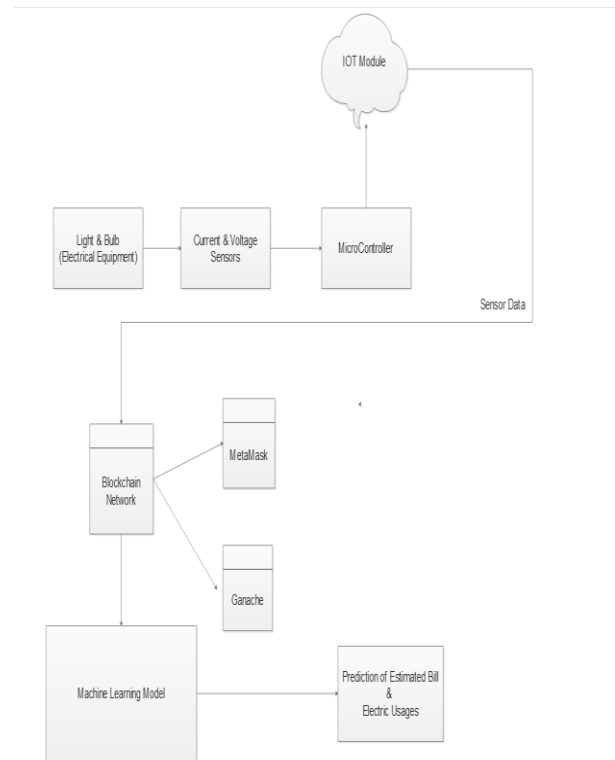 IOT Module
Light & Bulb
(Electrical Equipment)
Current & Voltage
Sensors
MicroController
Sensor Data
Blockchain
Network
MetaMask
Ganache
Machine Learning Model
Prediction of Estimated Bill
&
Electric Usages